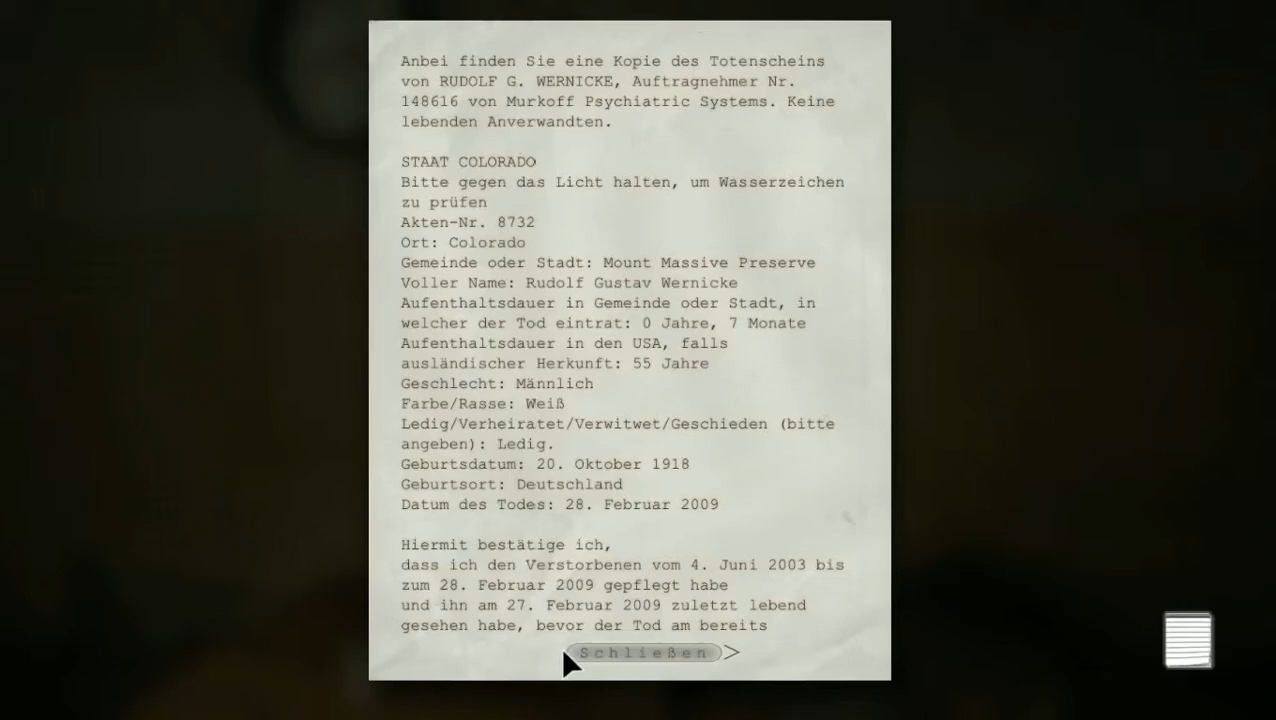 Anbei finden Sie eine Kopie des Totenscheins
von RUDOLF G. WERNICKE, Auftragnehmer Nr.
148616 von Murkoff Psychiatric Systems. Keine
lebenden Anverwandten.
STAAT COLORADO
Bitte gegen das Licht halten, um Wasserzeichen
zu prüfen
Akten-Nr. 8732
Ort: Colorado
Gemeinde oder Stadt: Mount Massive Preserve
Voller Name: Rudolf Gustav Wernicke
Aufenthaltsdauer in Gemeinde oder Stadt, in
welcher der Tod eintrat: 0 Jahre, 7 Monate
Aufenthaltsdauer in den USA, falls
ausländischer Herkunft: 55 Jahre
Geschlecht: Männlich
Farbe/Rasse: Weiß
Ledig/Verheiratet/Verwitwet/Geschieden (bitte
angeben): Ledig.
Geburtsdatum: 20. Oktober 1918
Geburtsort: Deutschland
Datum des Todes: 28. Februar 2009
Hiermit bestätige ich,
dass ich den Verstorbenen vom 4. Juni 2003 bis
zum 28. Februar 2009 gepflegt habe
und ihn am 27. Februar 2009 zuletzt lebend
gesehen habe, bevor der Tod am bereits
Schließen >